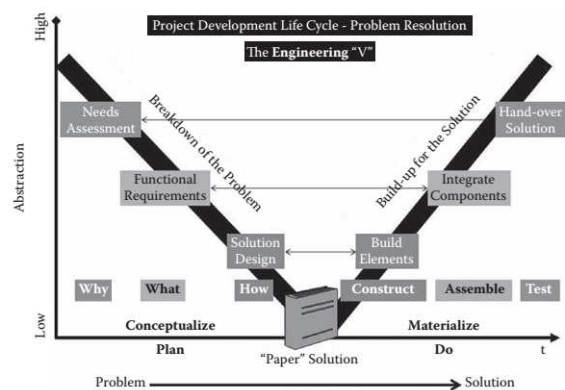 High
Project Development Life Cycle - Problem Resolution
The Engineering “V”
Needs
Assessment
Hand-over
Solution
Breakdown of the Problem
Build-up for the Solution
Abstraction
Functional
Requirements
Integrate
Components
Solution
Design
Build
Elements
Why
What
How
Construct
Assemble
Test
Low
Conceptualize
Materialize
Plan
“Paper” Solution
Do
t
Problem
Solution